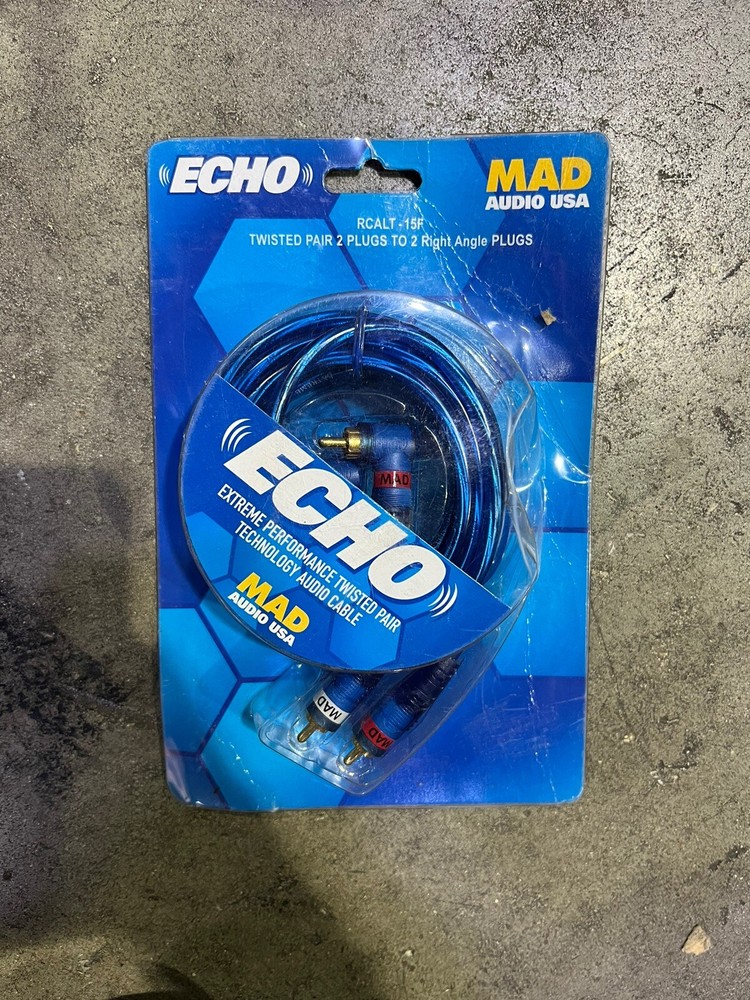 ECHO
MAD
AUDIO USA
RCALT -15F
TWISTED PAIR 2 PLUGS TO 2 Right Angle PLUGS
MAD
ECHO
EXTREME PERFORMANCE TWISTED PAIR
TECHNOLOGY AUDIO CABLE
MAD
AUDIO USA
MAD
MAD